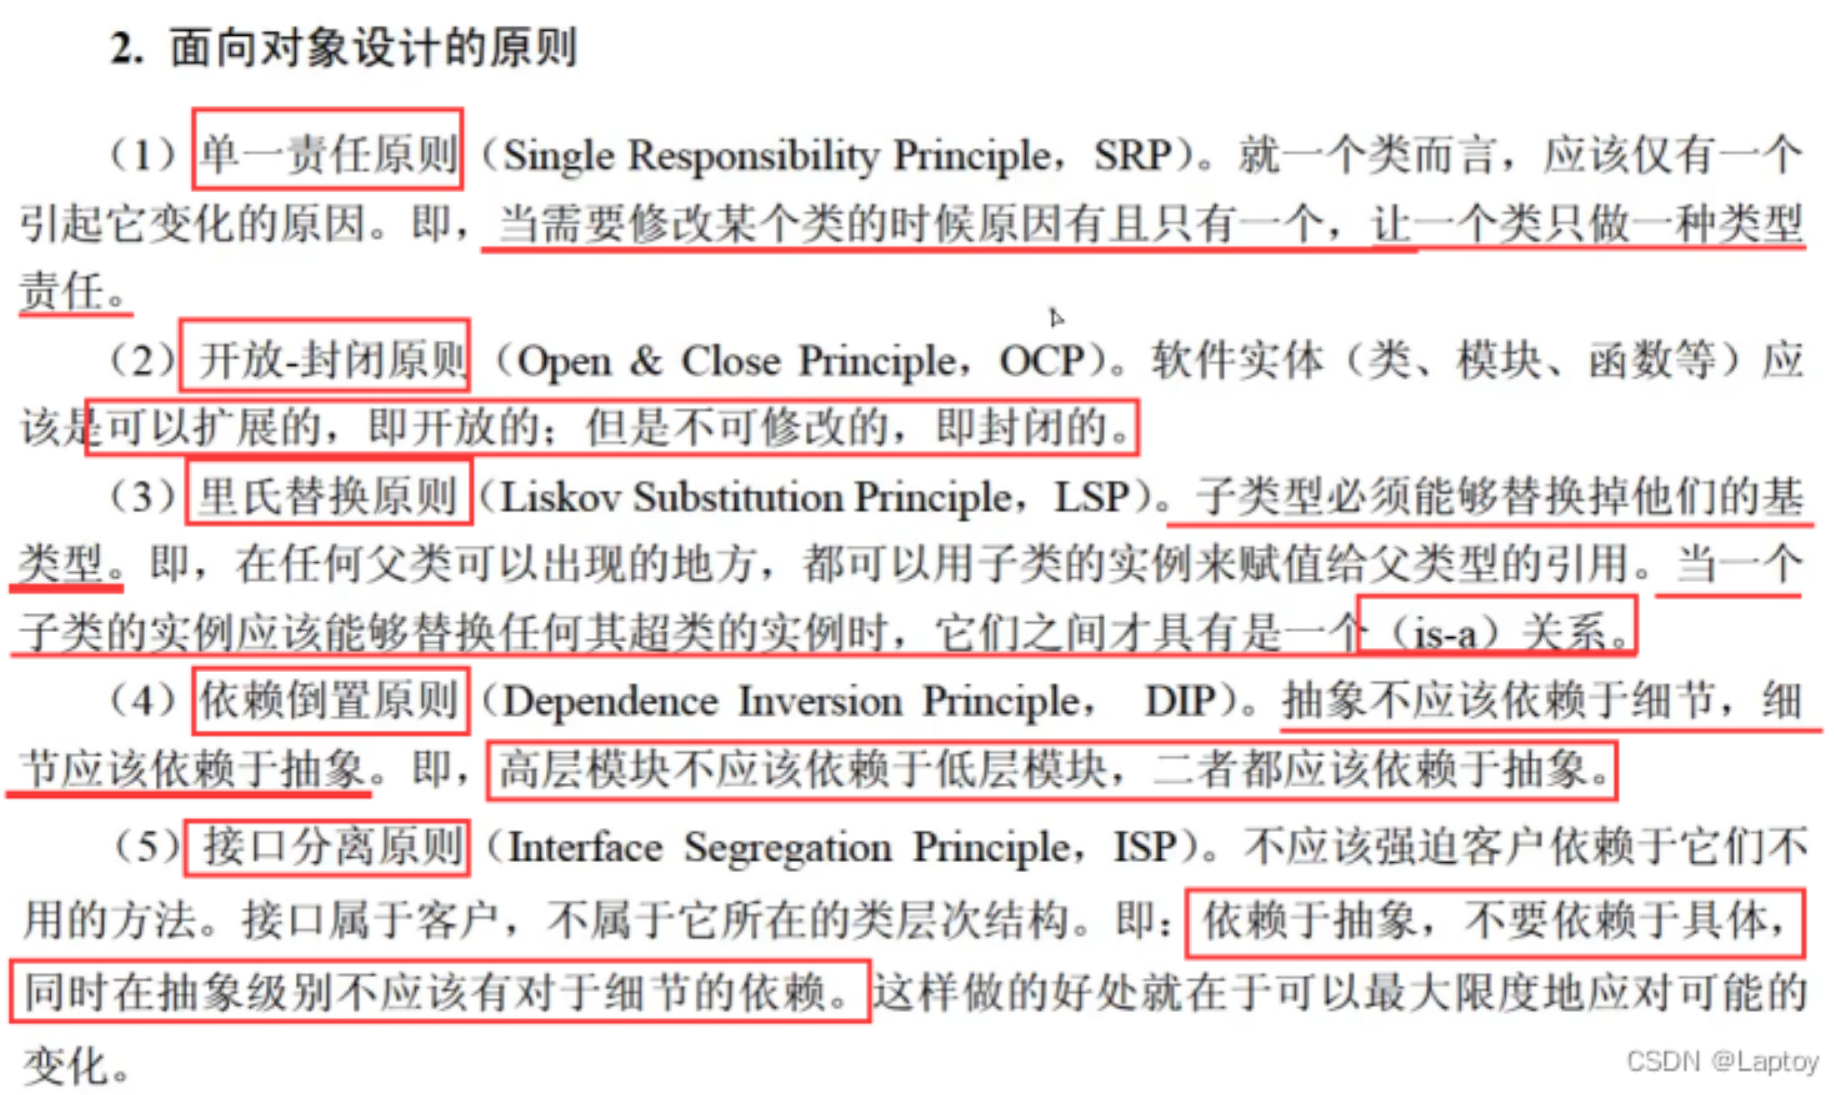 2. 面向对象设计的原则
（1）单一责任原则（Single Responsibility Principle，SRP）。就一个类而言，应该仅有一个
引起它变化的原因。即，当需要修改某个类的时候原因有且只有一个，让一个类只做一种类型
责任。
（2）开放-封闭原则（Open & Close Principle，OCP）。软件实体（类、模块、函数等）应
该是可以扩展的，即开放的；但是不可修改的，即封闭的。
（3）里氏替换原则（Liskov Substitution Principle，LSP）。子类型必须能够替换掉他们的基
类型。即，在任何父类可以出现的地方，都可以用子类的实例来赋值给父类型的引用。当一个
子类的实例应该能够替换任何其超类的实例时，它们之间才具有是一个（is-a）关系。
（4）依赖倒置原则（Dependence Inversion Principle， DIP）。抽象不应该依赖于细节，细
节应该依赖于抽象。即，高层模块不应该依赖于低层模块，二者都应该依赖于抽象。
（5）接口分离原则（Interface Segregation Principle，ISP）。不应该强迫客户依赖于它们不
用的方法。接口属于客户，不属于它所在的类层次结构。即：依赖于抽象，不要依赖于具体，
同时在抽象级别不应该有对于细节的依赖。这样做的好处就在于可以最大限度地应对可能的
变化。
CSDN @Laptoy